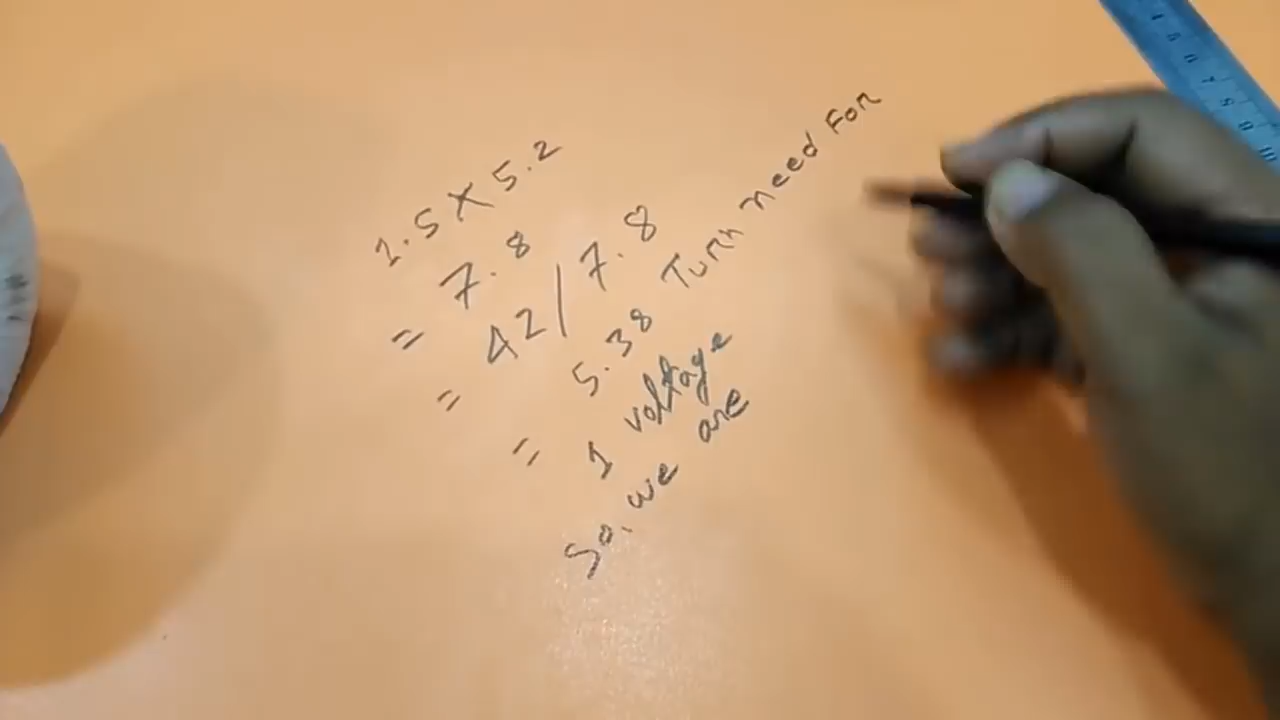 1.5 × 5.2
= 7.8
= 42/7.8
= 5.38 Turn need for
1 voltage
So, we are